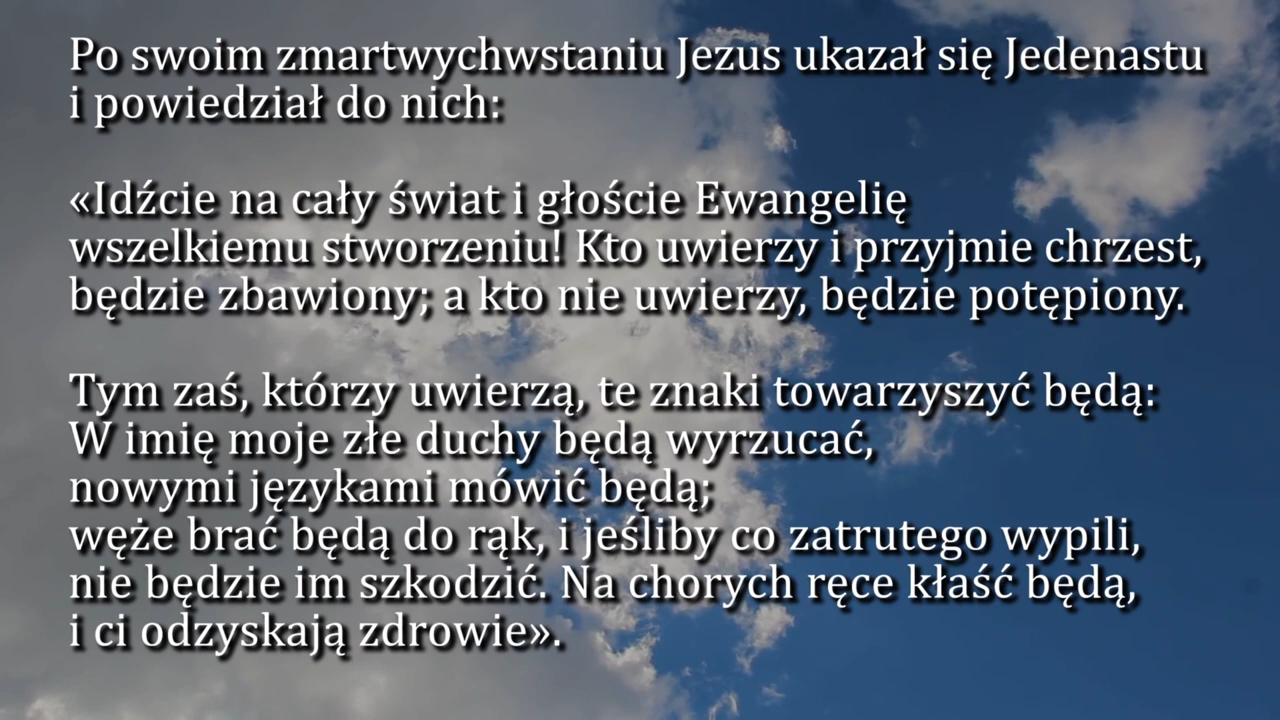 Po swoim zmartwychwstaniu Jezus ukazał się Jedenastu
i powiedział do nich:
«Idźcie na cały świat i głoście Ewangelię
wszelkiemu stworzeniu! Kto uwierzy i przyjmie chrzest,
będzie zbawiony; a kto nie uwierzy, będzie potępiony.
Tym zaś, którzy uwierzą, te znaki towarzyszyć będą:
W imię moje złe duchy będą wyrzucać,
nowymi językami mówić będą;
węże brać będą do rąk, i jeśliby co zatrutego wypili,
nie będzie im szkodzić. Na chorych ręce kłaść będą,
i ci odzyskają zdrowie».